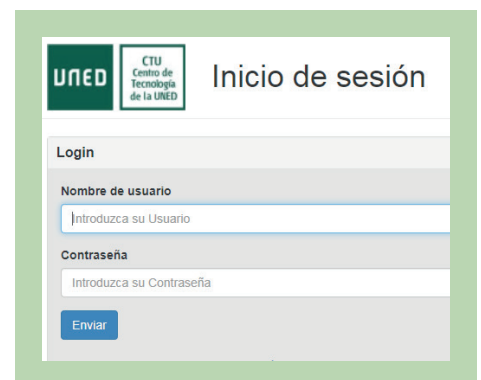 UNED
CTU
Centro de
Tecnología
de la UNED
Inicio de sesión
Login
Nombre de usuario
Introduzca su Usuario
Contraseña
Introduzca su Contraseña
Enviar